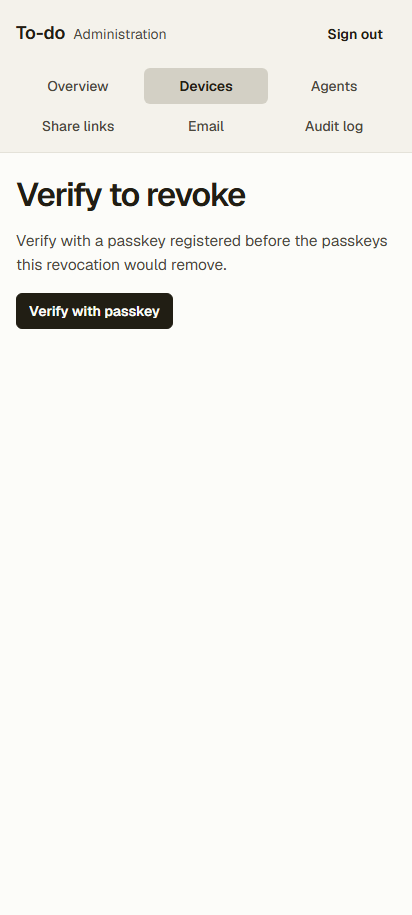 To-do Administration Sign out
Overview Devices Agents
Share links Email Audit log
Verify to revoke
Verify with a passkey registered before the passkeys
this revocation would remove.
Verify with passkey